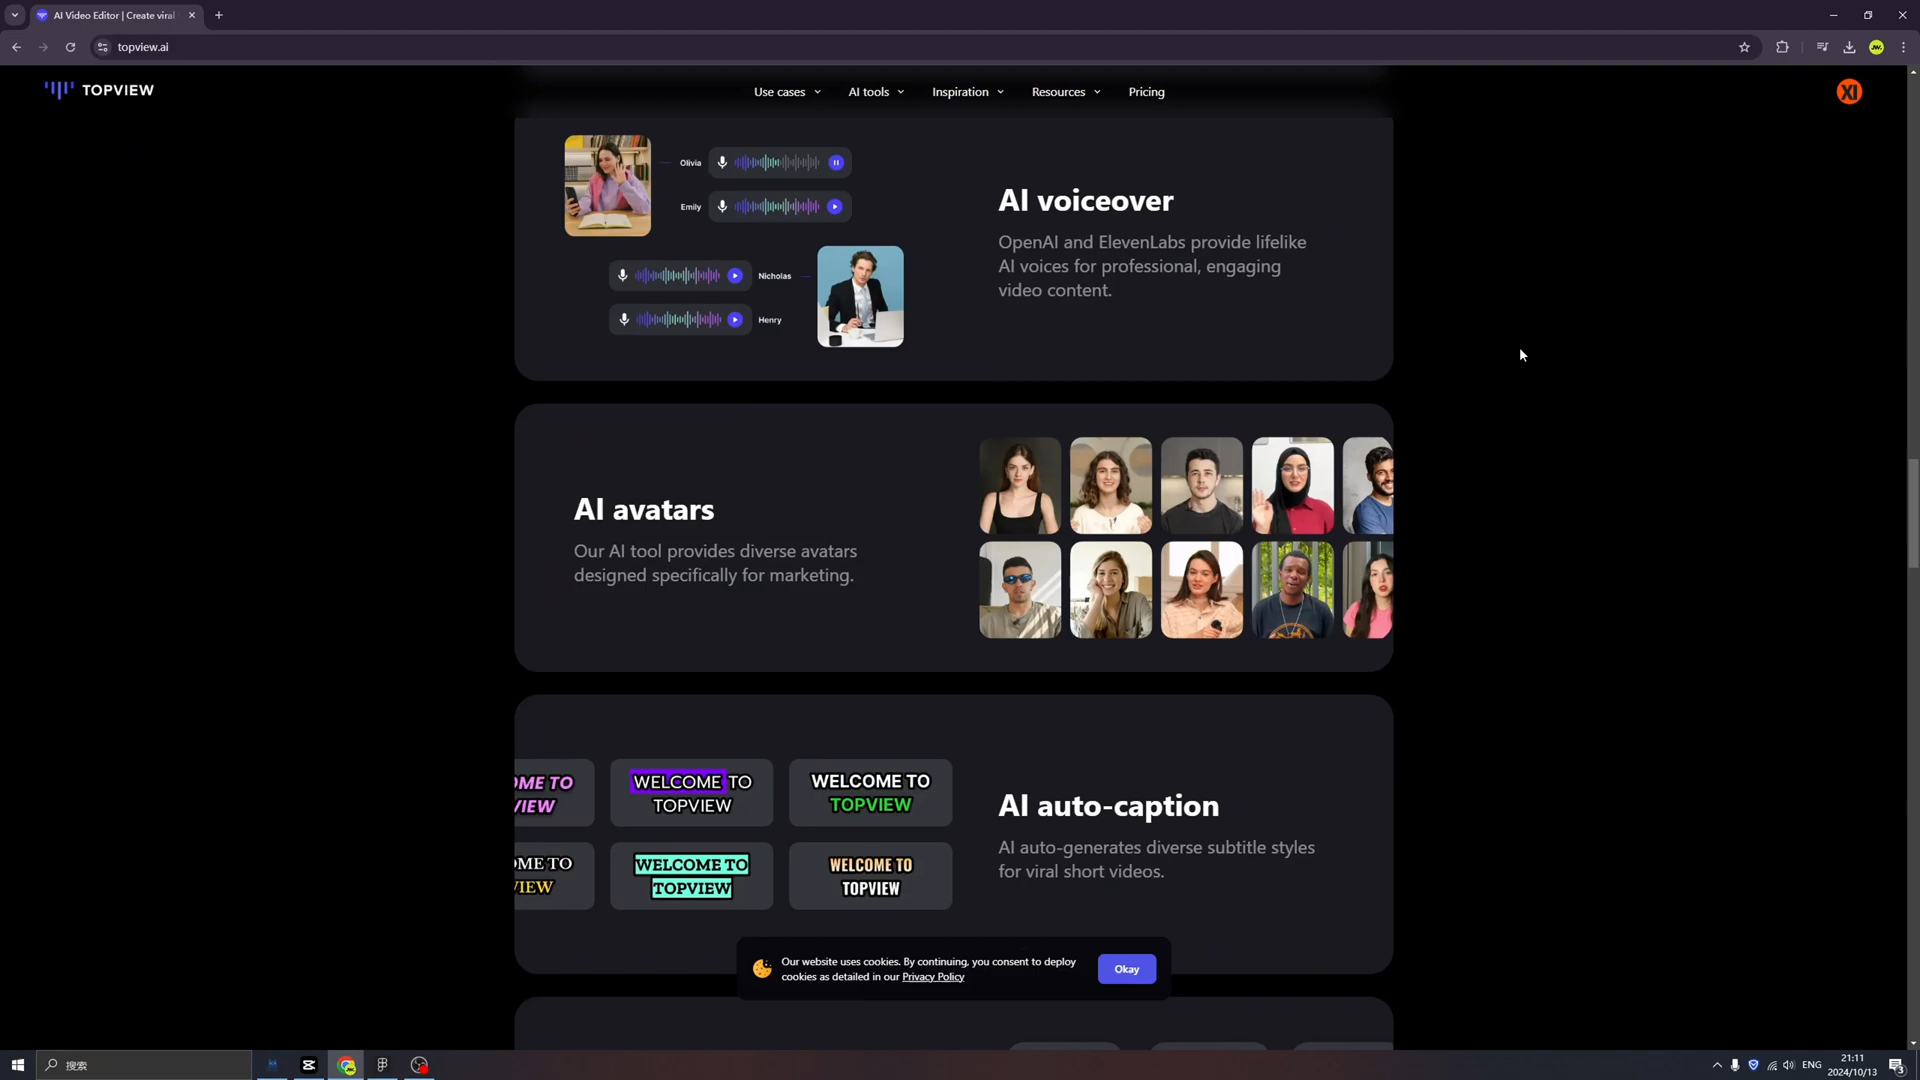 AI Video Editor | Create viral
topview.ai
TOPVIEW
Use cases
AI tools
Inspiration
Resources
Pricing
XI
Olivia
Emily
Nicholas
Henry
AI voiceover
OpenAI and ElevenLabs provide lifelike
AI voices for professional, engaging
video content.
AI avatars
Our AI tool provides diverse avatars
designed specifically for marketing.
OME TO
VIEW
WELCOME TO
TOPVIEW
WELCOME TO
TOPVIEW
OME TO
VIEW
WELCOME TO
TOPVIEW
WELCOME TO
TOPVIEW
AI auto-caption
AI auto-generates diverse subtitle styles
for viral short videos.
Our website uses cookies. By continuing, you consent to deploy
cookies as detailed in our Privacy Policy
Okay
搜索
ENG
21:11
2024/10/13
3